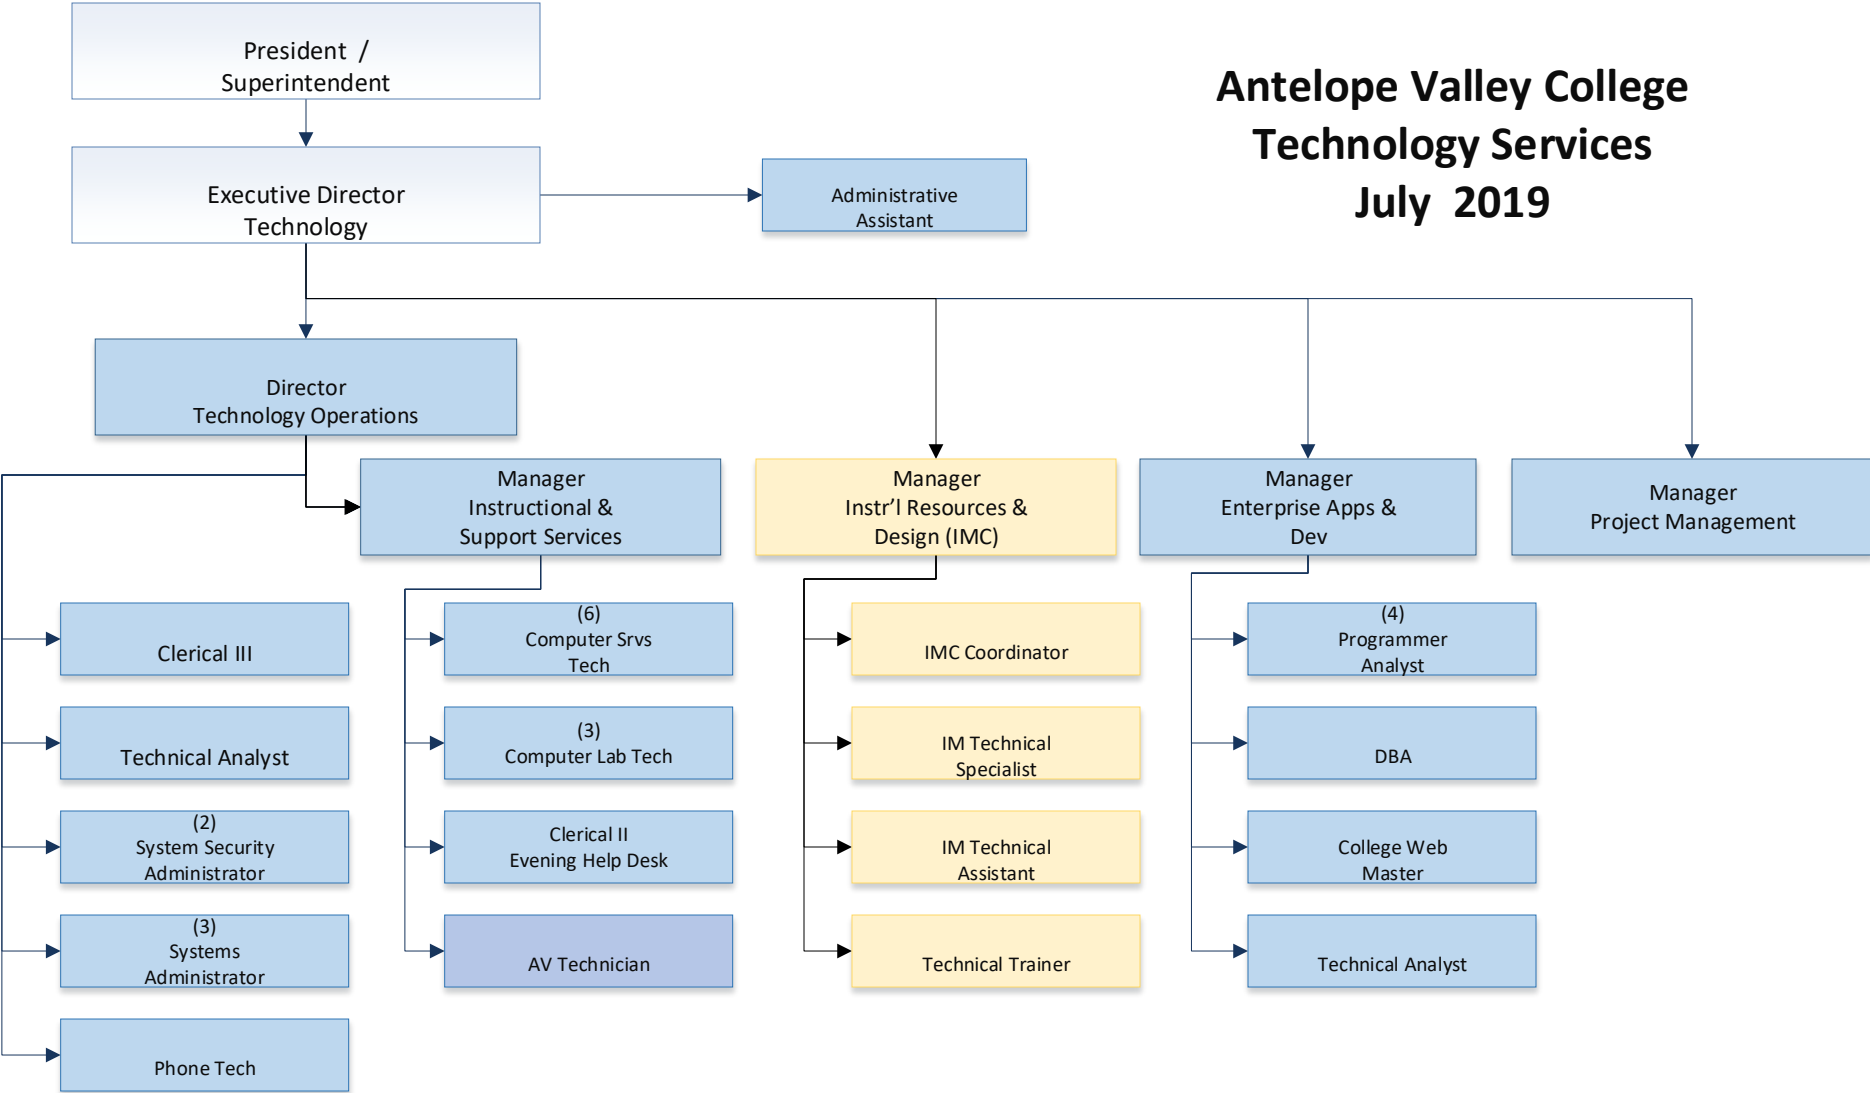 President /
Superintendent
Antelope Valley College
Technology Services
July 2019
Executive Director
Technology
Administrative
Assistant
Director
Technology Operations
Manager
Instructional &
Support Services
Manager
Instr’l Resources &
Design (IMC)
Manager
Enterprise Apps &
Dev
Manager
Project Management
Clerical III
Technical Analyst
(2)
System Security
Administrator
(3)
Systems
Administrator
Phone Tech
(6)
Computer Srvs
Tech
(3)
Computer Lab Tech
Clerical II
Evening Help Desk
AV Technician
IMC Coordinator
IM Technical
Specialist
IM Technical
Assistant
Technical Trainer
(4)
Programmer
Analyst
DBA
College Web
Master
Technical Analyst